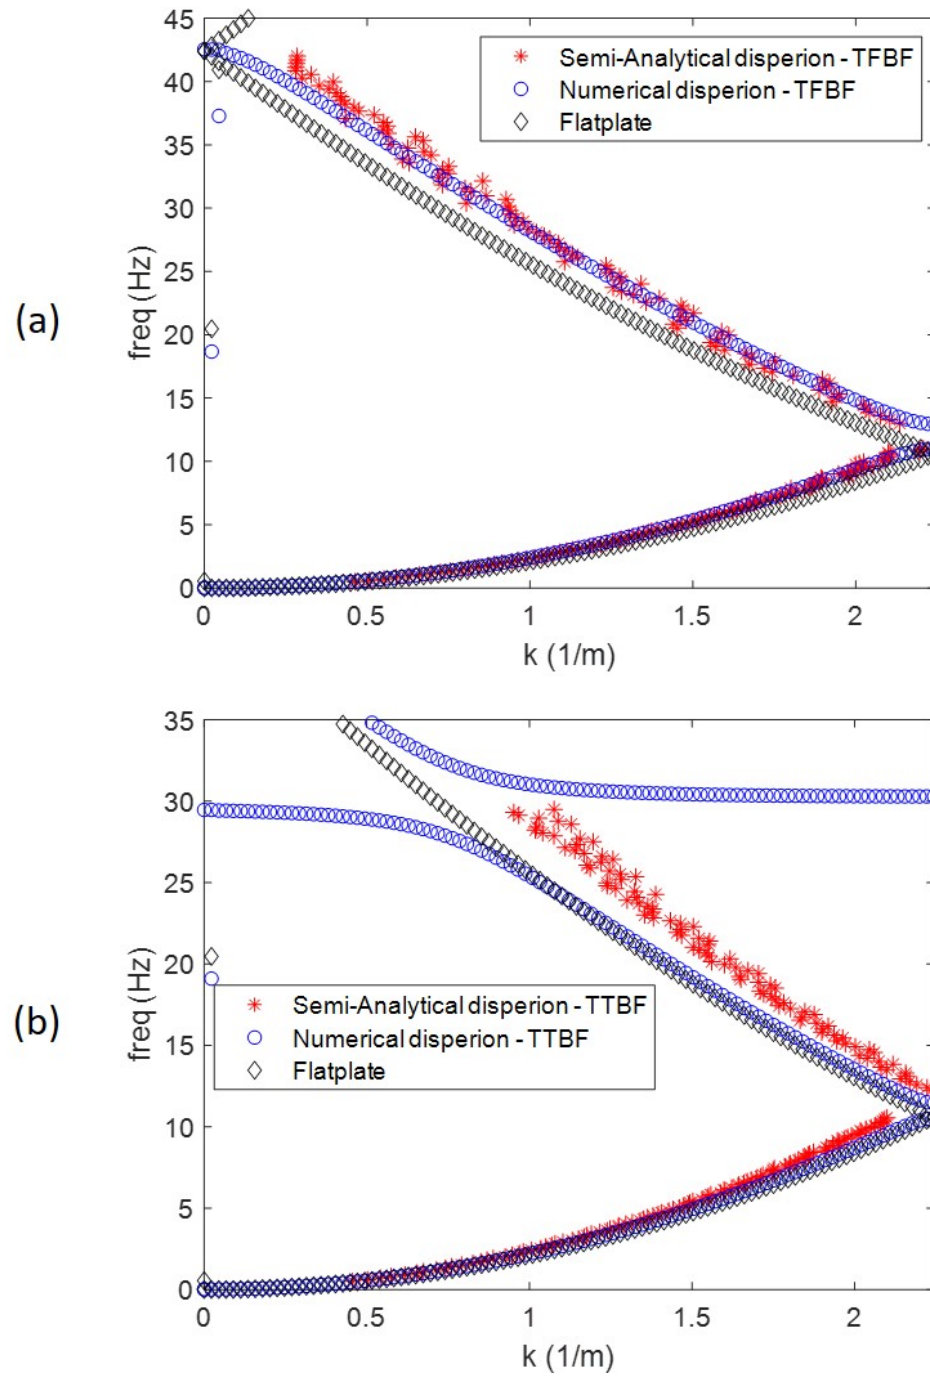 (a)
freq (Hz)
45
40
35
30
25
20
15
10
5
0
Semi-Analytical disperion - TFBF
Numerical disperion - TFBF
Flatplate
0 0.5 1 1.5 2
k (1/m)
(b)
freq (Hz)
35
30
25
20
15
10
5
0
Semi-Analytical disperion - TTBF
Numerical disperion - TTBF
Flatplate
0 0.5 1 1.5 2
k (1/m)